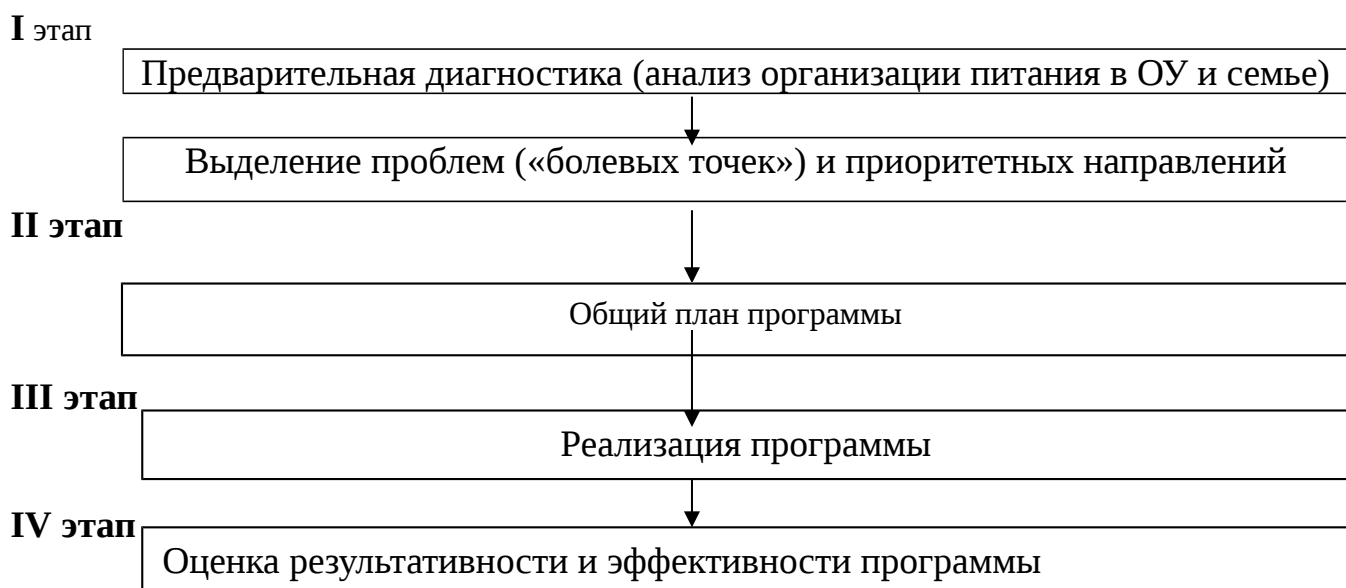 I этап
Предварительная диагностика (анализ организации питания в ОУ и семье)
Выделение проблем («болевых точек») и приоритетных направлений
II этап
Общий план программы
III этап
Реализация программы
IV этап
Оценка результативности и эффективности программы